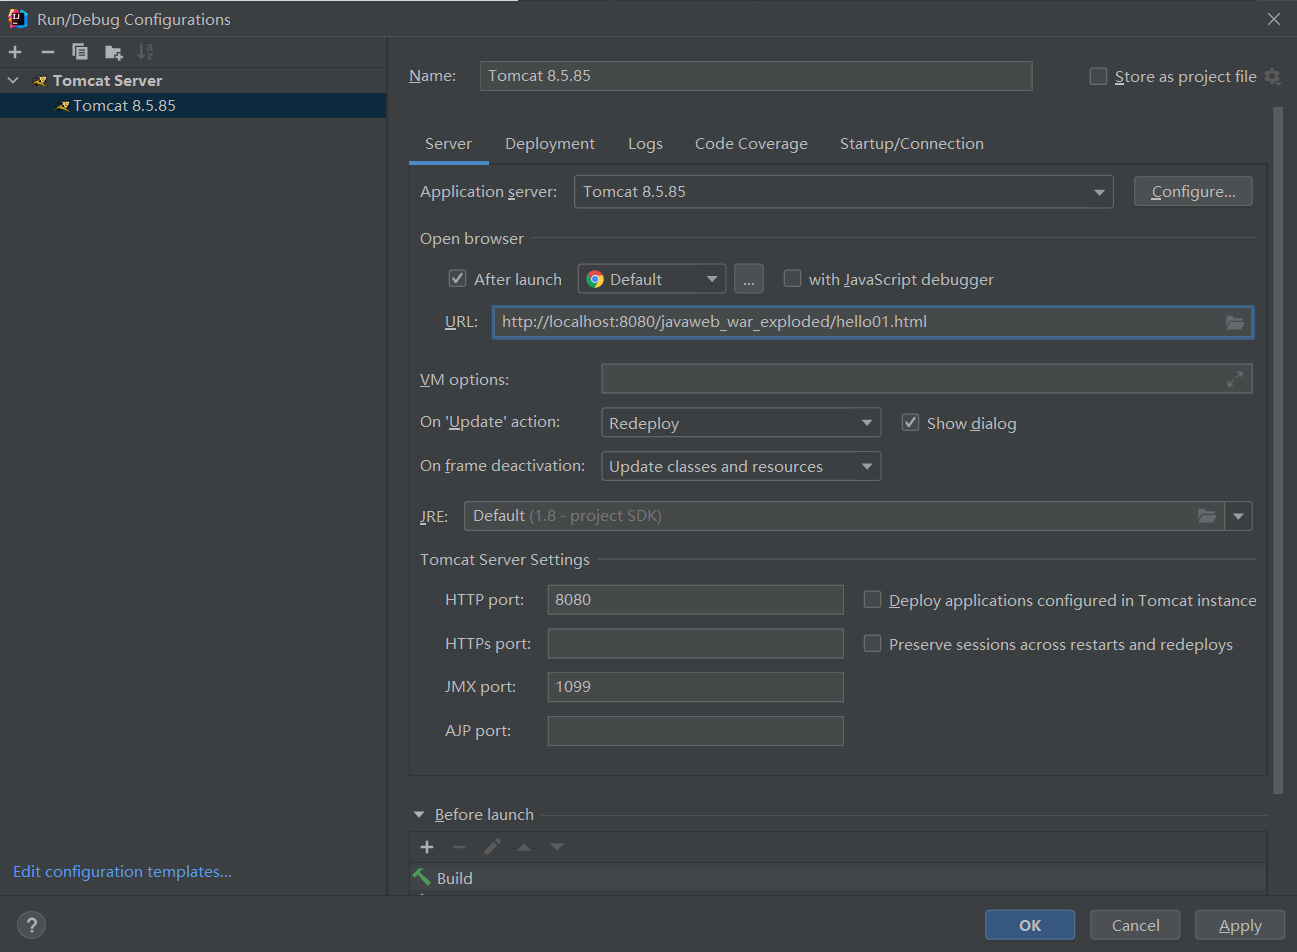 Run/Debug Configurations
Tomcat Server
Tomcat 8.5.85
Name: Tomcat 8.5.85 Store as project file
Server Deployment Logs Code Coverage Startup/Connection
Application server: Tomcat 8.5.85 Configure...
Open browser
After launch Default ... with JavaScript debugger
URL: http://localhost:8080/javaweb_war_exploded/hello01.html
VM options:
On 'Update' action: Redeploy Show dialog
On frame deactivation: Update classes and resources
JRE: Default (1.8 - project SDK)
Tomcat Server Settings
HTTP port: 8080 Deploy applications configured in Tomcat instance
HTTPs port: Preserve sessions across restarts and redeploys
JMX port: 1099
AJP port:
Before launch
Build
Edit configuration templates...
? OK Cancel Apply